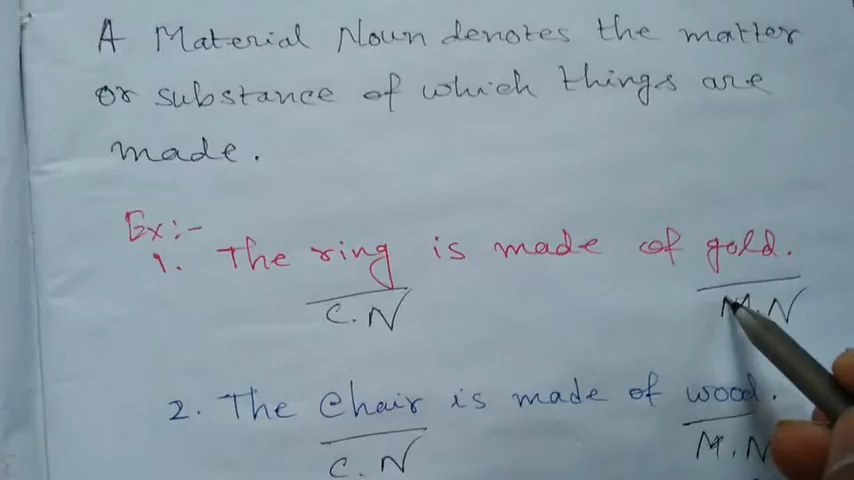 A Material Noun denotes the matter
or substance of which things are
made.
Ex:-
1. The ring is made of gold.
C.N M.N
2. The chair is made of wood.
C.N M.N